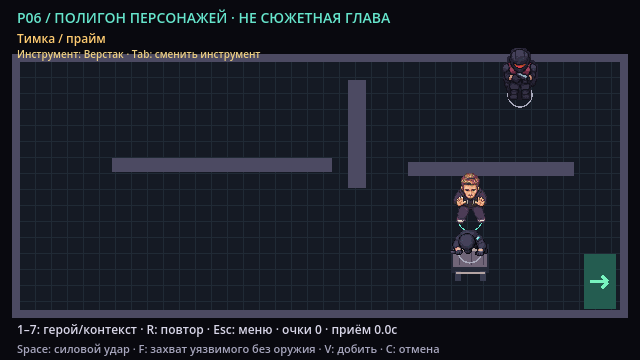 P06 / ПОЛИГОН ПЕРСОНАЖЕЙ · НЕ СЮЖЕТНАЯ ГЛАВА
Тимка / прайм
Инструмент: Верстак · Tab: сменить инструмент
1–7: герой/контекст · R: повтор · Esc: меню · очки 0 · приём 0.0с
Space: силовой удар · F: захват уязвимого без оружия · V: добить · C: отмена